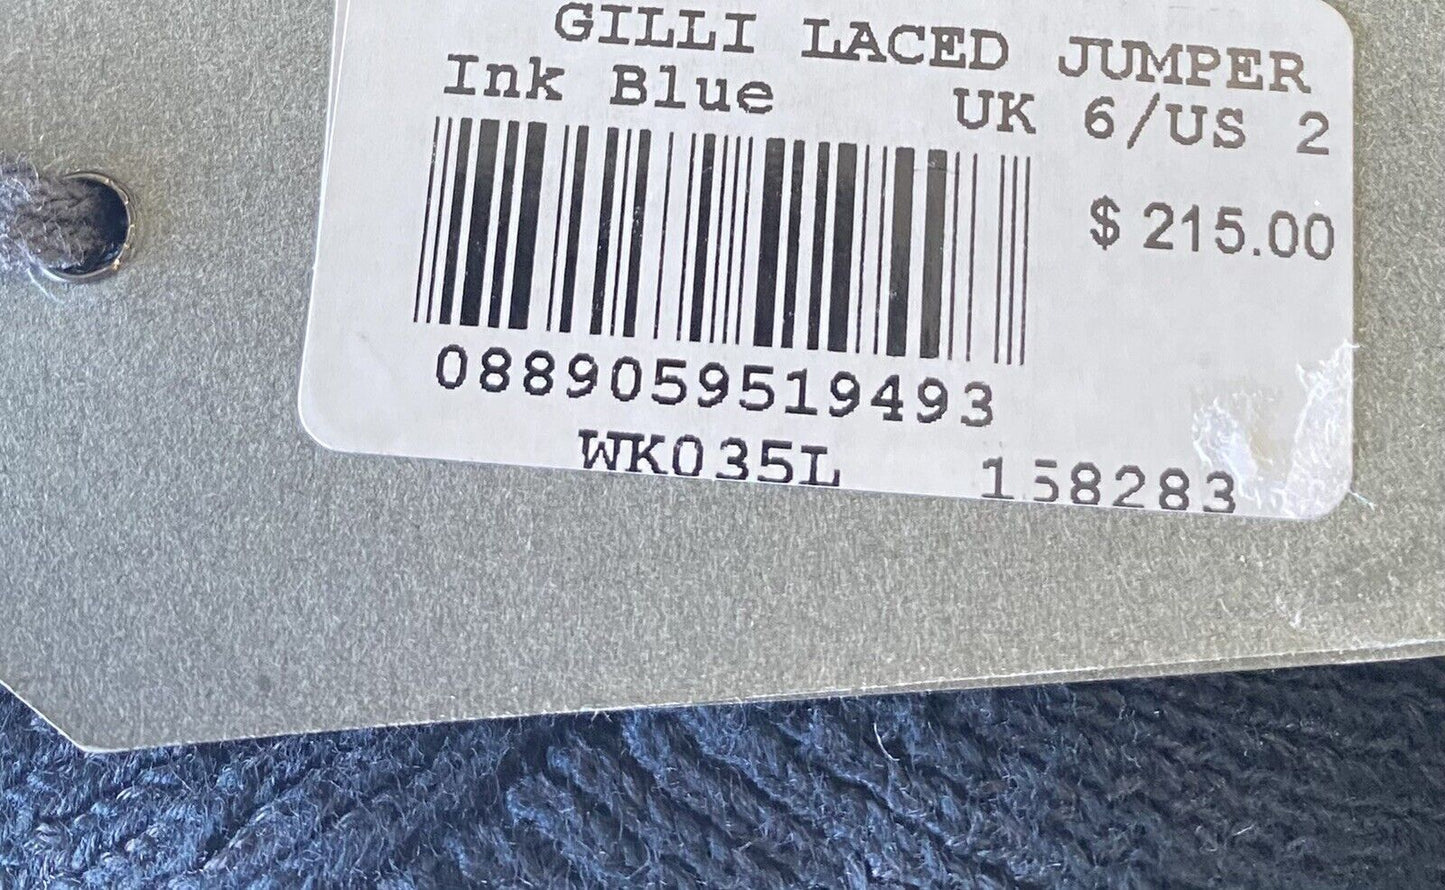 GILLI LACED JUMPER
Ink Blue UK 6/US 2
$ 215.00
0889059519493
WK035L 158283